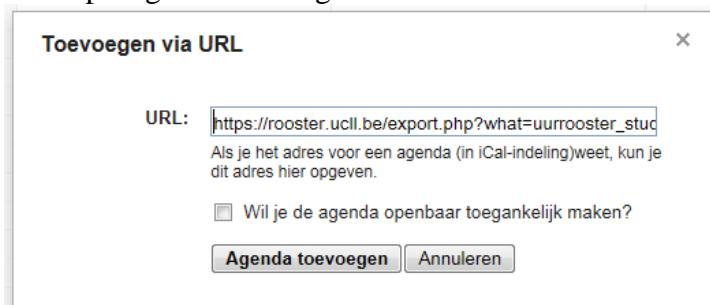 Toevoegen via URL
URL: https://rooster.ucll.be/export.php?what=uurrooster_stud
Als je het adres voor een agenda (in iCal-indeling)weet, kun je
dit adres hier opgeven.
Wil je de agenda openbaar toegankelijk maken?
Agenda toevoegen Annuleren